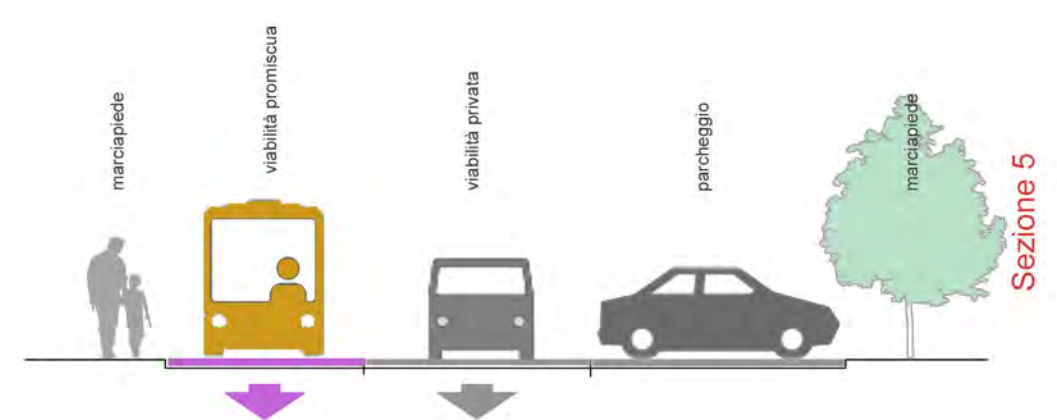 marciapiede
viabilità promiscua
viabilità privata
parcheggio
marciapiede
Sezione 5